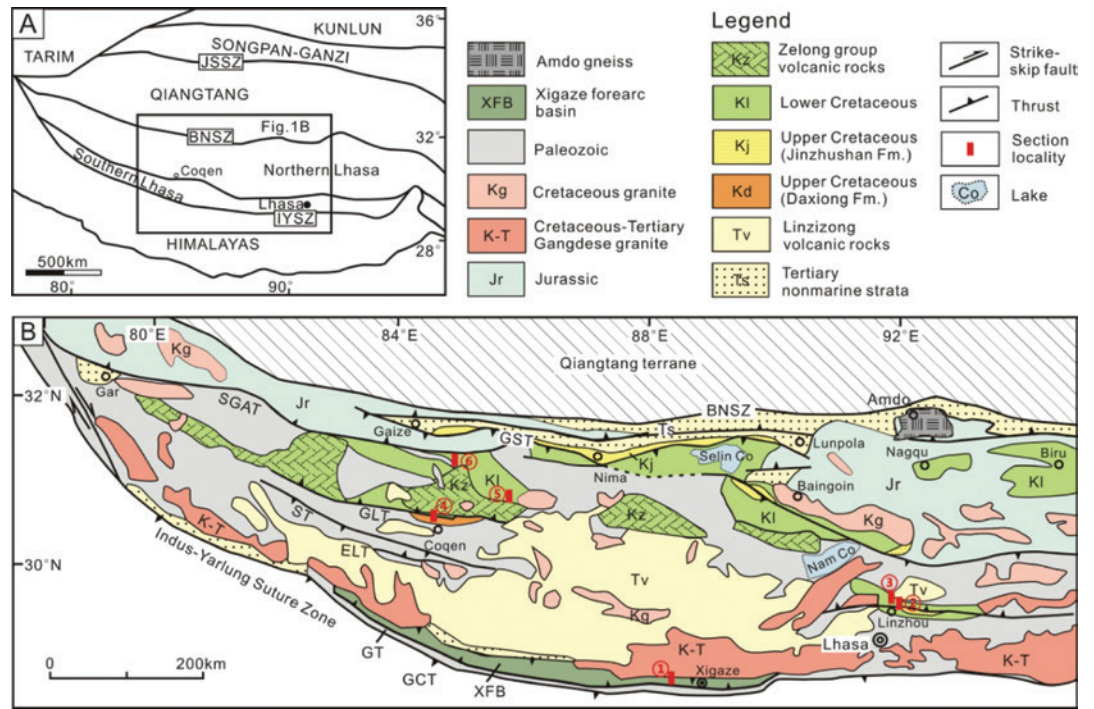 A
KUNLUN
TARIM
SONGPAN-GANZI
JSSZ
QIANGTANG
BNSZ
Fig.1B
Coqen
Northern Lhasa
Southern Lhasa
Lhasa
IYSZ
HIMALAYAS
500km
80°
90°
36°
32°
28°
Legend
Amdo gneiss
XFB
Xigaze forearc
basin
Paleozoic
Kg
Cretaceous granite
K-T
Cretaceous-Tertiary
Gangdese granite
Jr
Jurassic
Kz
Zelong group
volcanic rocks
Kl
Lower Cretaceous
Kj
Upper Cretaceous
(Jinzhushan Fm.)
Kd
Upper Cretaceous
(Daxiong Fm.)
Tv
Linzizong
volcanic rocks
Ts
Tertiary
nonmarine strata
Strike-
skip fault
Thrust
Section
locality
Co
Lake
B
80°E
84°E
88°E
92°E
32°N
30°N
Qiangtang terrane
Kg
Gar
SGAT
Jr
Gaize
GST
Ts
BNSZ
Amdo
Lunpola
Nagqu
Biru
Kl
Jr
Selin Co
Kj
Nima
Baingoin
Kg
⑥
Kz
Kl
⑤
④
Kz
Kl
K-T
ST
GLT
Coqen
ELT
Nam Co
Indus-Yarlung Suture Zone
Tv
Kg
③
Tv
②
Linzhou
Lhasa
K-T
K-T
①
Xigaze
GT
GCT
XFB
0
200km